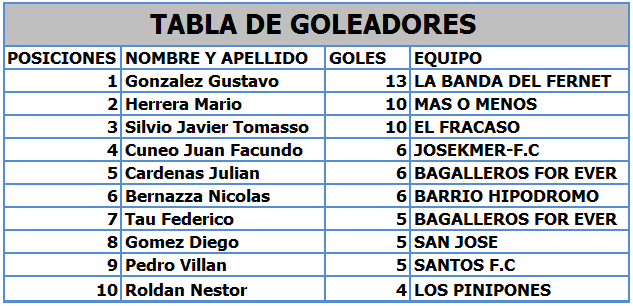 TABLA DE GOLEADORES
POSICIONES NOMBRE Y APELLIDO GOLES EQUIPO
1 Gonzalez Gustavo 13 LA BANDA DEL FERNET
2 Herrera Mario 10 MAS O MENOS
3 Silvio Javier Tomasso 10 EL FRACASO
4 Cuneo Juan Facundo 6 JOSEKMER-F.C
5 Cardenas Julian 6 BAGALLEROS FOR EVER
6 Bernazza Nicolas 6 BARRIO HIPODROMO
7 Tau Federico 5 BAGALLEROS FOR EVER
8 Gomez Diego 5 SAN JOSE
9 Pedro Villan 5 SANTOS F.C
10 Roldan Nestor 4 LOS PINIPONES